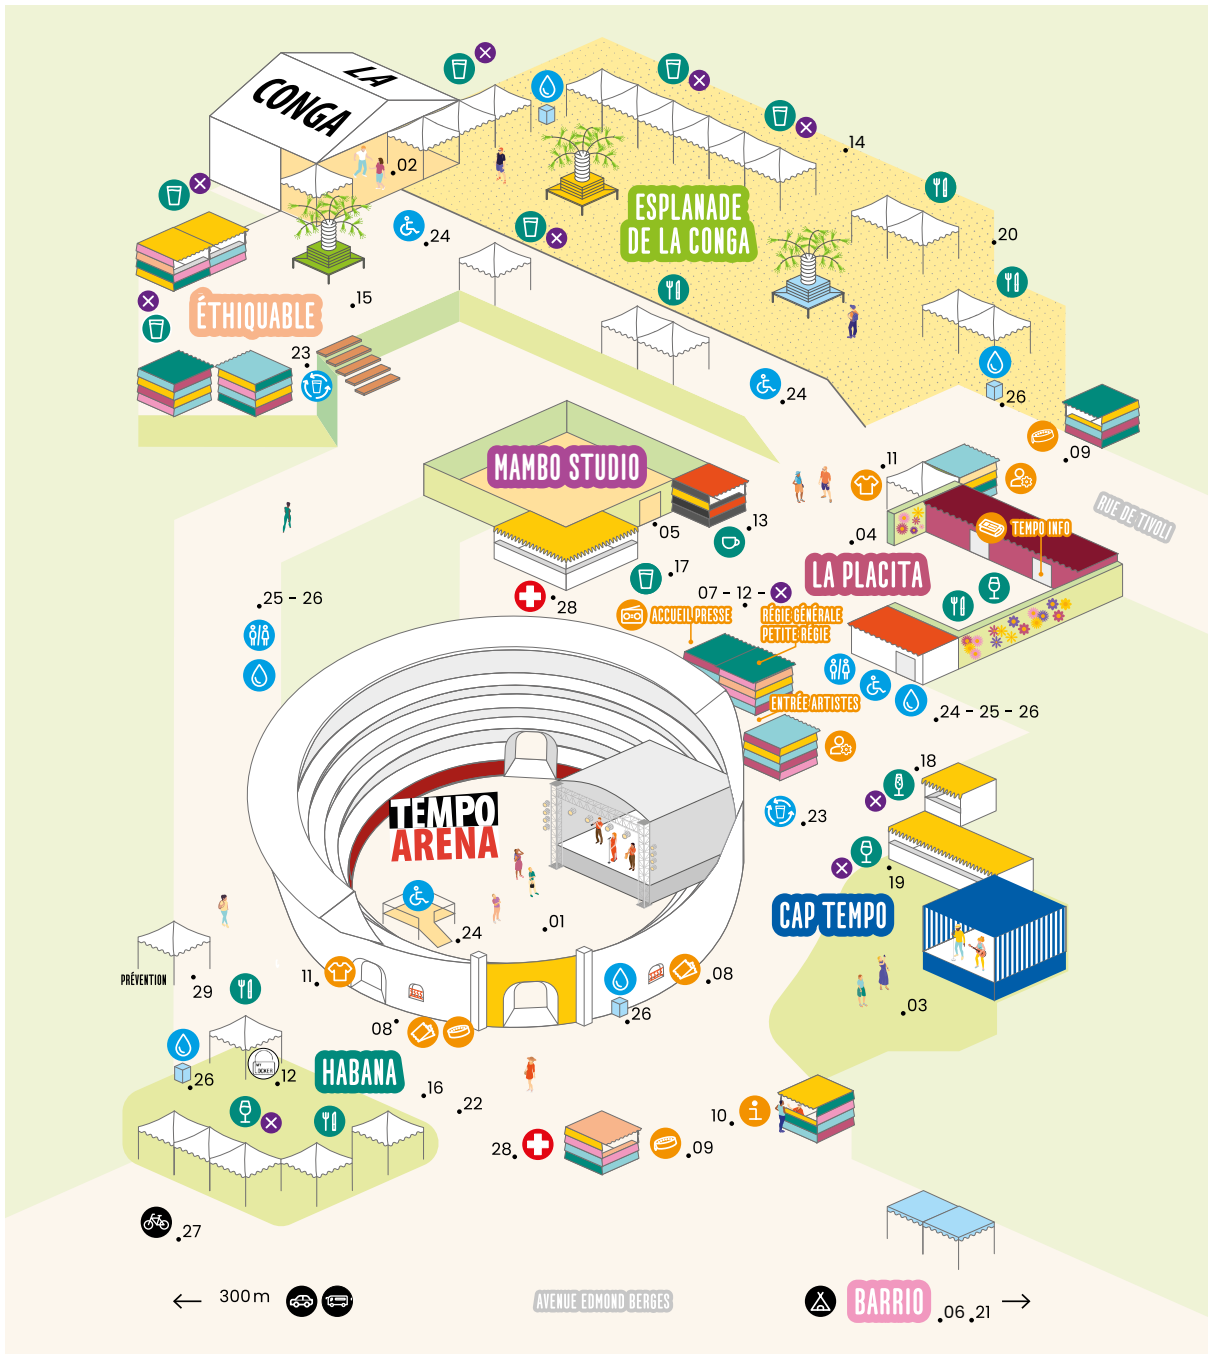 LA
CONGA
.14
.02
ESPLANADE
DE LA CONGA
.24
.20
.15
ÉTHIQUABLE
23
.24
.26
.09
11
MAMBO STUDIO
.05
.13
.04
TEMPO INFO
RUE DE TIVOLI
LA PLACITA
.17
07 - 12 -
.28
.25 - 26
ACCUEIL PRESSE
RÉGIE GÉNÉRALE
PETITE RÉGIE
ENTRÉE ARTISTES
.24 - 25 - 26
.18
TEMPO
ARENA
.23
19
CAP TEMPO
.01
.24
PRÉVENTION
29
11.
.08
.03
.26
08
.26
MY
LOCKER
.12
HABANA
.16
.22
10.
28.
.09
.27
300 m
AVENUE EDMOND BERGES
BARRIO
.06 .21